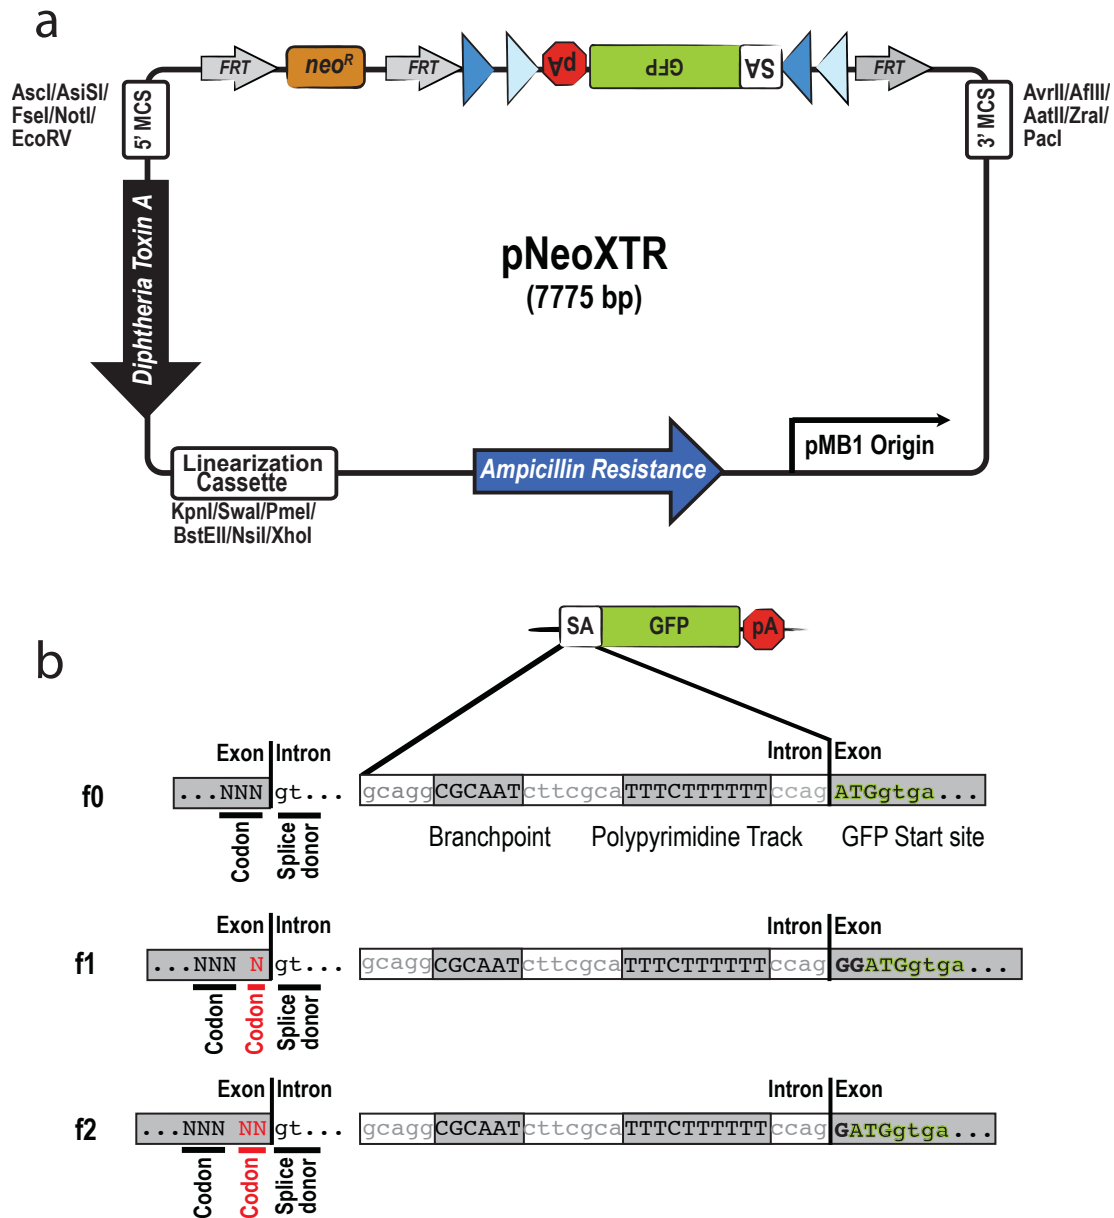 a
FRT
neoR
FRT
pA
GFP
SA
FRT
AscI/AsiSI/
FseI/NotI/
EcoRV
5' MCS
3' MCS
AvrII/AflII/
AatII/ZraI/
PacI
Diphtheria Toxin A
pNeoXTR
(7775 bp)
Linearization
Cassette
KpnI/SwaI/PmeI/
BstEII/NsiI/XhoI
Ampicillin Resistance
pMB1 Origin
b
SA
GFP
pA
Exon
Intron
Intron
Exon
f0
...NNN
gt...
gcagg
CGCAAT
cttcgca
TTTCTTTTTT
ccag
ATGgtga...
Codon
Splice
donor
Branchpoint
Polypyrimidine Track
GFP Start site
Exon
Intron
Intron
Exon
f1
...NNN N
gt...
gcagg
CGCAAT
cttcgca
TTTCTTTTTT
ccag
GGATGgtga...
Codon
Codon
Splice
donor
Exon
Intron
Intron
Exon
f2
...NNN NN
gt...
gcagg
CGCAAT
cttcgca
TTTCTTTTTT
ccag
GATGgtga...
Codon
Codon
Splice
donor